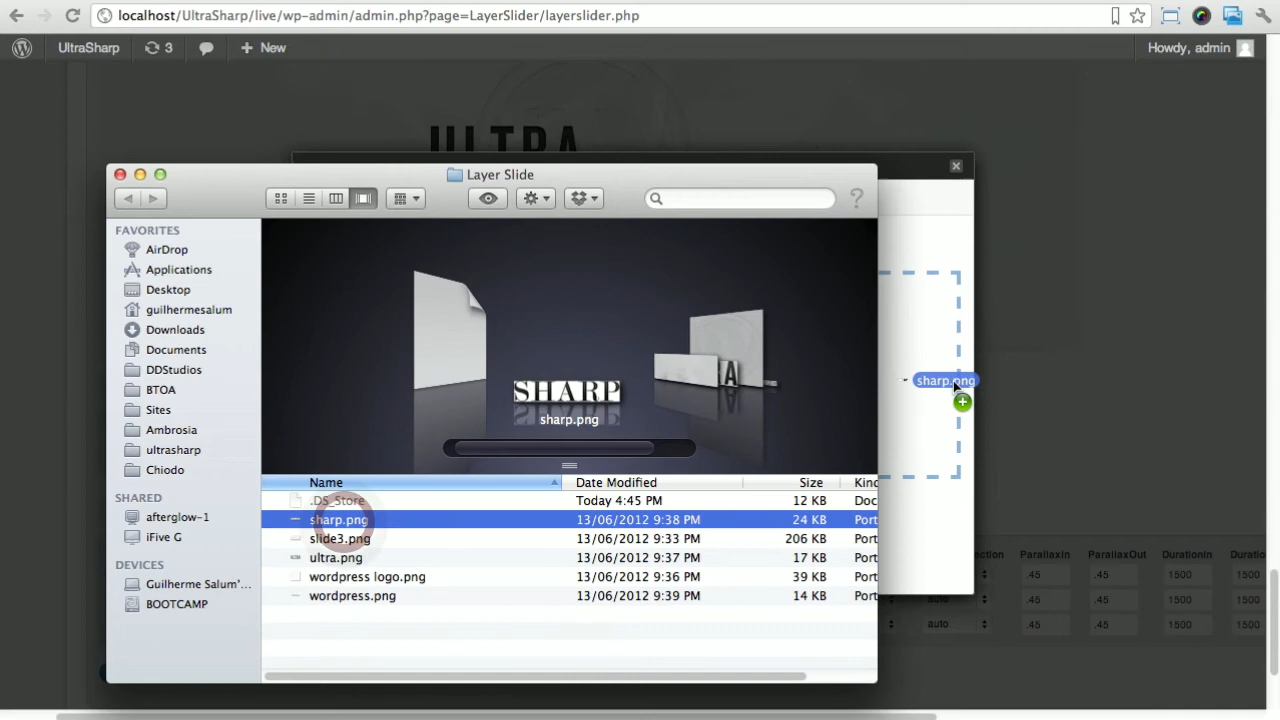 localhost/UltraSharp/live/wp-admin/admin.php?page=LayerSlider/layerslider.php
UltraSharp 3 New Howdy, admin
ULTRA
Layer Slide
FAVORITES
AirDrop
Applications
Desktop
guilhermesalum
Downloads
Documents
DDStudios
BTOA
Sites
Ambrosia
ultrasharp
Chiodo
SHARED
afterglow-1
iFive G
DEVICES
Guilherme Salum'...
BOOTCAMP
SHARP
A
sharp.png
sharp.png
Name Date Modified Size Kind
.DS_Store Today 4:45 PM 12 KB Doc
sharp.png 13/06/2012 9:38 PM 24 KB Port
slide3.png 13/06/2012 9:33 PM 206 KB Port
ultra.png 13/06/2012 9:37 PM 17 KB Port
wordpress logo.png 13/06/2012 9:36 PM 39 KB Port
wordpress.png 13/06/2012 9:39 PM 14 KB Port
ction ParallaxIn ParallaxOut DurationIn Duratio
.45 .45 1500 1500
auto .45 .45 1500 1500
auto .45 .45 1500 1500